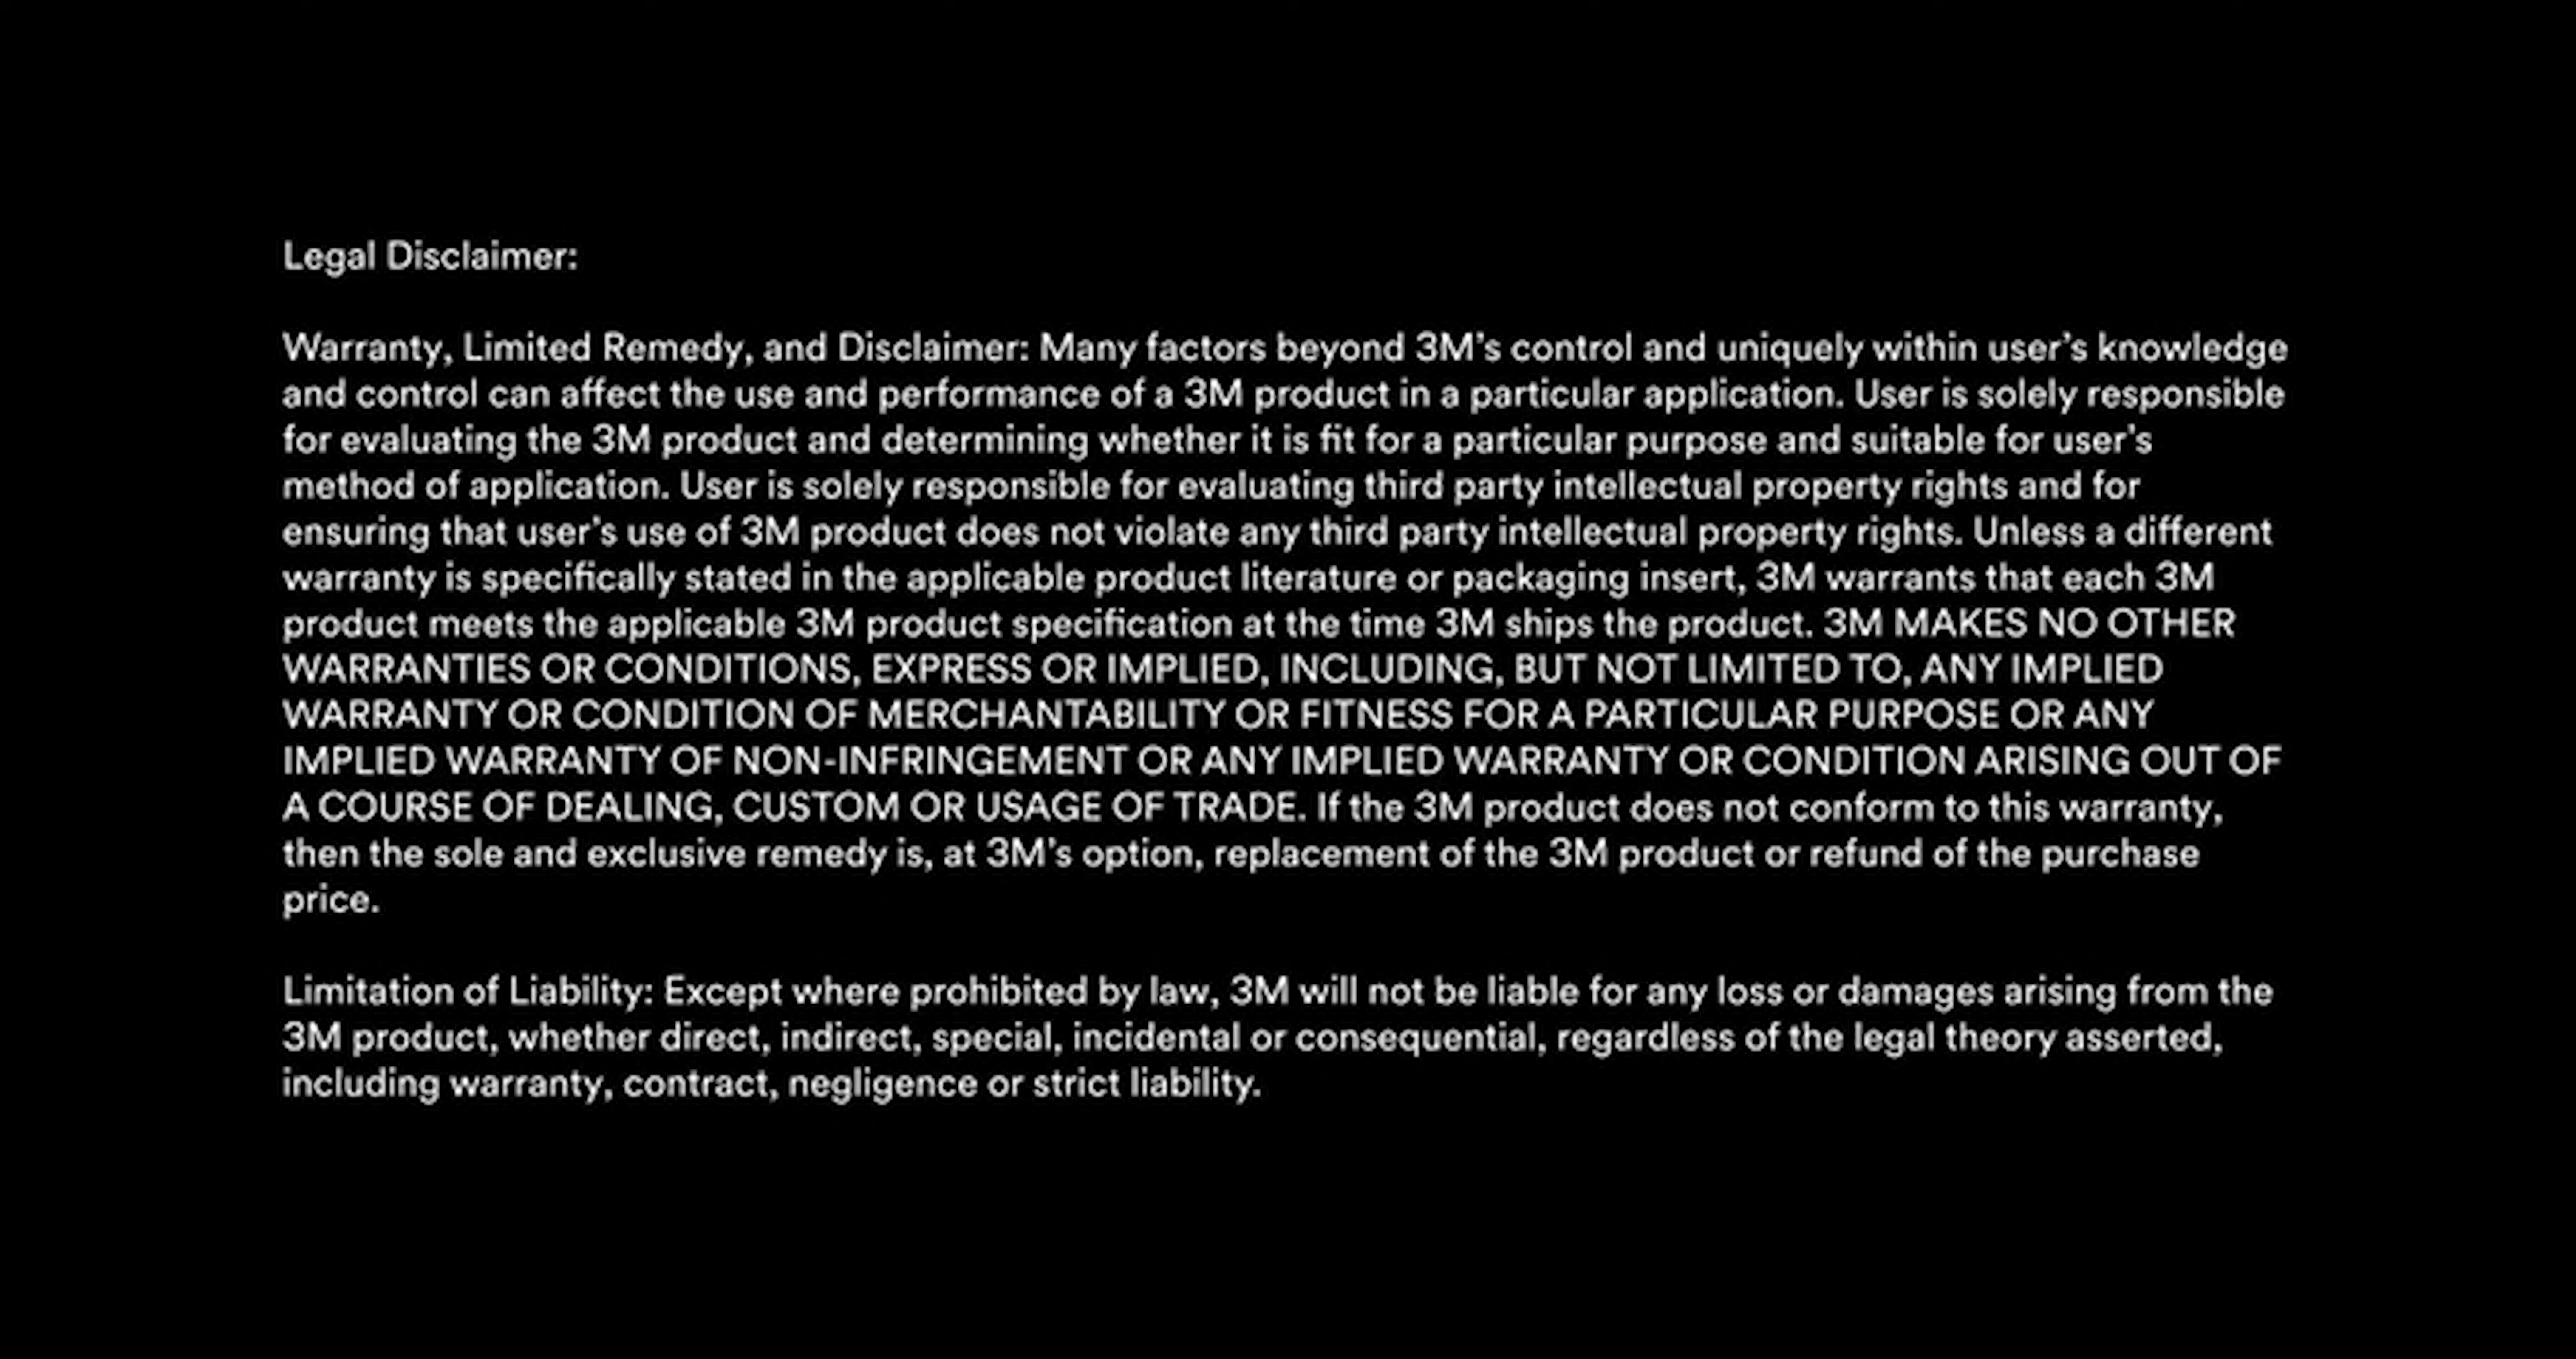 Legal Disclaimer:
Warranty, Limited Remedy, and Disclaimer: Many factors beyond 3M’s control and uniquely within user’s knowledge
and control can affect the use and performance of a 3M product in a particular application. User is solely responsible
for evaluating the 3M product and determining whether it is fit for a particular purpose and suitable for user’s
method of application. User is solely responsible for evaluating third party intellectual property rights and for
ensuring that user’s use of 3M product does not violate any third party intellectual property rights. Unless a different
warranty is specifically stated in the applicable product literature or packaging insert, 3M warrants that each 3M
product meets the applicable 3M product specification at the time 3M ships the product. 3M MAKES NO OTHER
WARRANTIES OR CONDITIONS, EXPRESS OR IMPLIED, INCLUDING, BUT NOT LIMITED TO, ANY IMPLIED
WARRANTY OR CONDITION OF MERCHANTABILITY OR FITNESS FOR A PARTICULAR PURPOSE OR ANY
IMPLIED WARRANTY OF NON-INFRINGEMENT OR ANY IMPLIED WARRANTY OR CONDITION ARISING OUT OF
A COURSE OF DEALING, CUSTOM OR USAGE OF TRADE. If the 3M product does not conform to this warranty,
then the sole and exclusive remedy is, at 3M’s option, replacement of the 3M product or refund of the purchase
price.
Limitation of Liability: Except where prohibited by law, 3M will not be liable for any loss or damages arising from the
3M product, whether direct, indirect, special, incidental or consequential, regardless of the legal theory asserted,
including warranty, contract, negligence or strict liability.